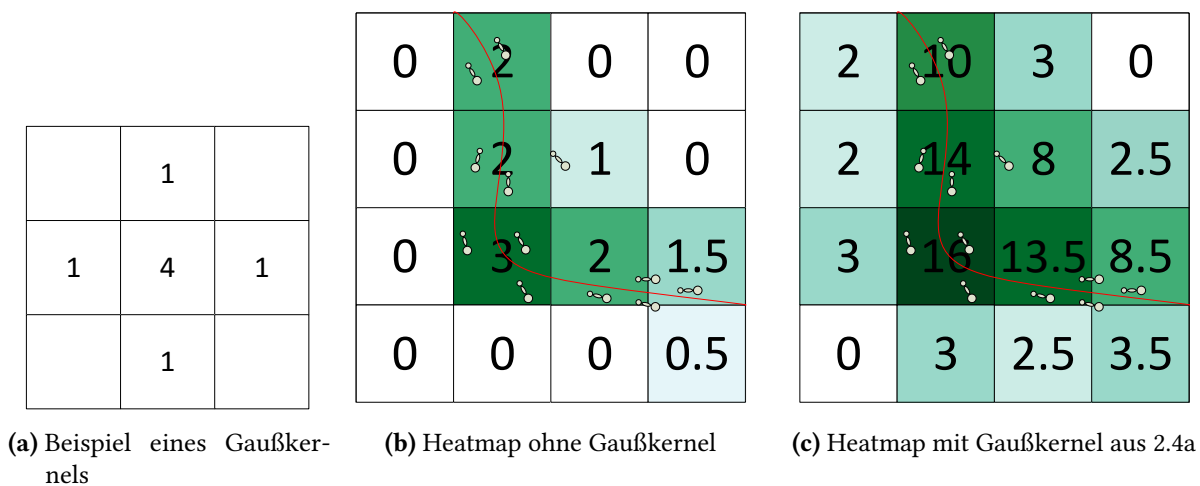 1
1 4 1
1
0 2 0 0
0 2 1 0
0 3 2 1.5
0 0 0 0.5
2 10 3 0
2 14 8 2.5
3 16 13.5 8.5
0 3 2.5 3.5
(a) Beispiel eines Gaußker-
nels
(b) Heatmap ohne Gaußkernel
(c) Heatmap mit Gaußkernel aus 2.4a